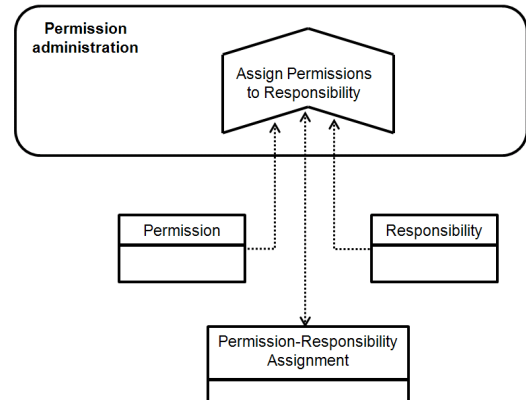 Permission
administration
Assign Permissions
to Responsibility
Permission
Responsibility
Permission-Responsibility
Assignment